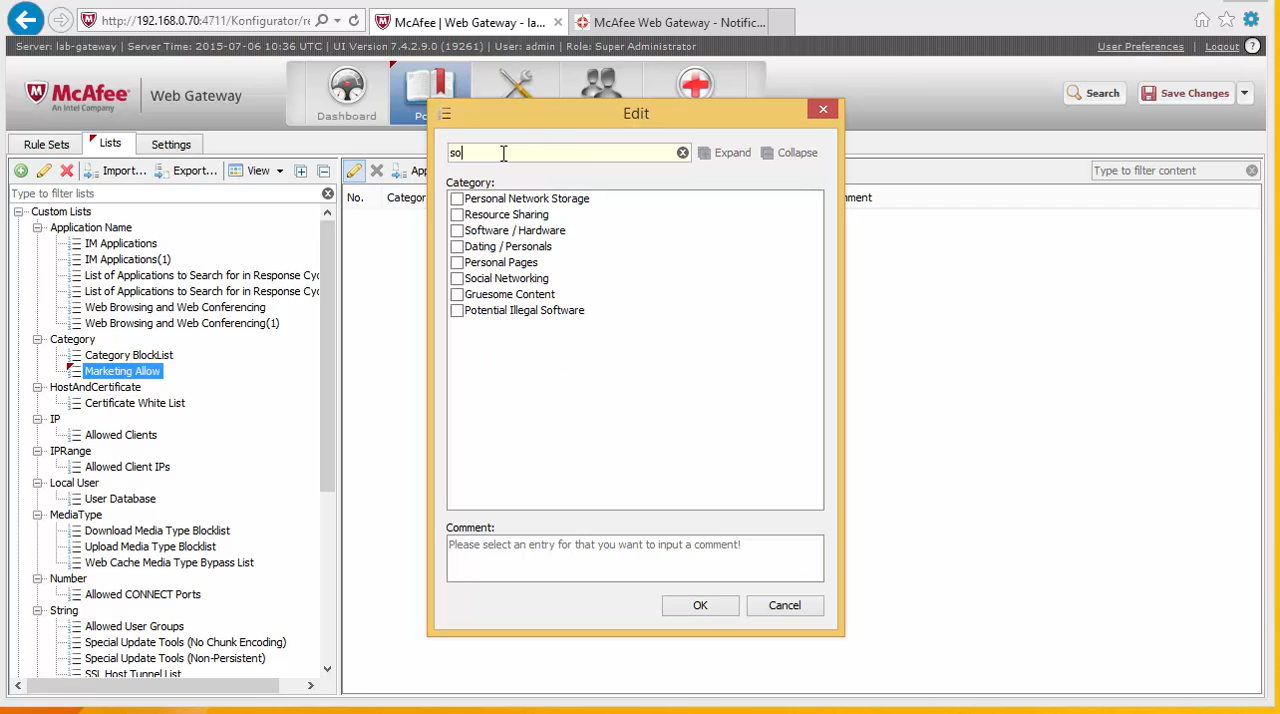 http://192.168.0.70:4711/Konfigurator/re
McAfee | Web Gateway - la...
McAfee Web Gateway - Notific...
Server: lab-gateway | Server Time: 2015-07-06 10:36 UTC | UI Version 7.4.2.9.0 (19261) | User: admin | Role: Super Administrator
User Preferences | Logout ?
McAfee
An Intel Company
Web Gateway
Dashboard
Po
Search
Save Changes
Rule Sets
Lists
Settings
Import...
Export...
View
Ap
Type to filter content
Type to filter lists
No.
Categor
mment
Custom Lists
Application Name
IM Applications
IM Applications(1)
List of Applications to Search for in Response Cyc
List of Applications to Search for in Response Cyc
Web Browsing and Web Conferencing
Web Browsing and Web Conferencing(1)
Category
Category BlockList
Marketing Allow
HostAndCertificate
Certificate White List
IP
Allowed Clients
IPRange
Allowed Client IPs
Local User
User Database
MediaType
Download Media Type Blocklist
Upload Media Type Blocklist
Web Cache Media Type Bypass List
Number
Allowed CONNECT Ports
String
Allowed User Groups
Special Update Tools (No Chunk Encoding)
Special Update Tools (Non-Persistent)
SSL Host Tunnel List
Edit
so
Expand
Collapse
Category:
Personal Network Storage
Resource Sharing
Software / Hardware
Dating / Personals
Personal Pages
Social Networking
Gruesome Content
Potential Illegal Software
Comment:
Please select an entry for that you want to input a comment!
OK
Cancel